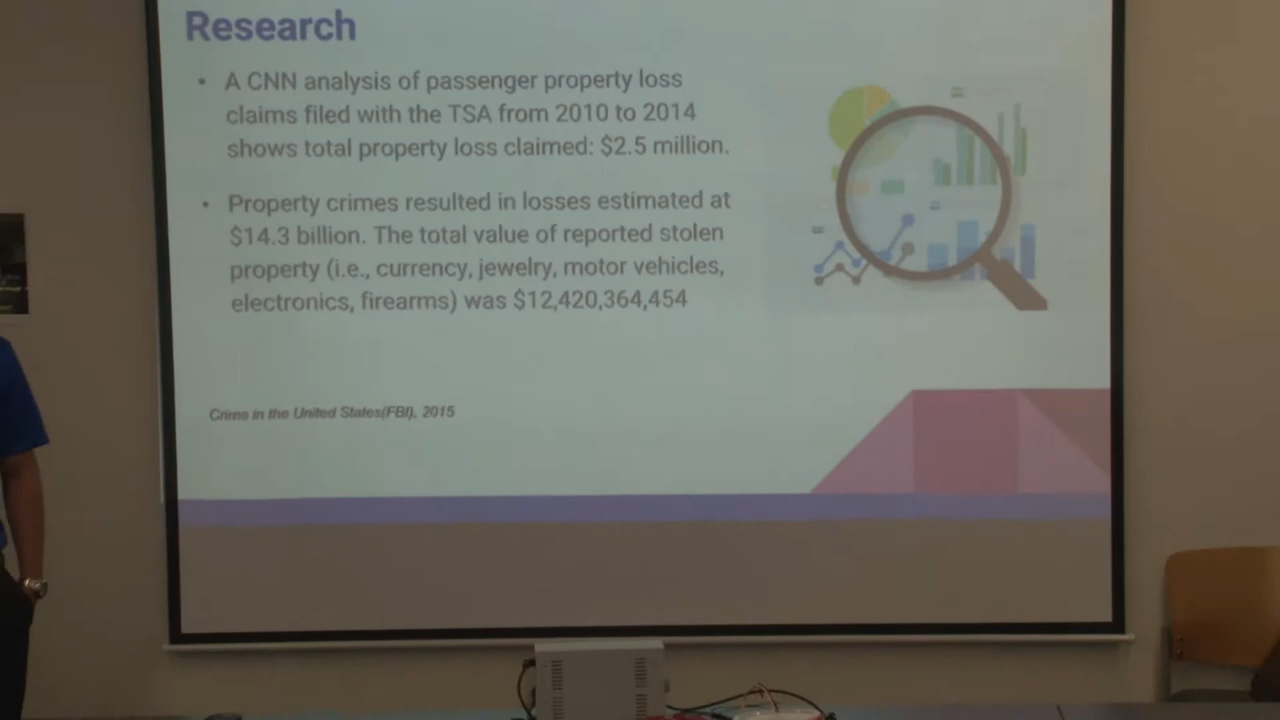 Research
• A CNN analysis of passenger property loss
claims filed with the TSA from 2010 to 2014
shows total property loss claimed: $2.5 million.
• Property crimes resulted in losses estimated at
$14.3 billion. The total value of reported stolen
property (i.e., currency, jewelry, motor vehicles,
electronics, firearms) was $12,420,364,454
Crime in the United States(FBI), 2015